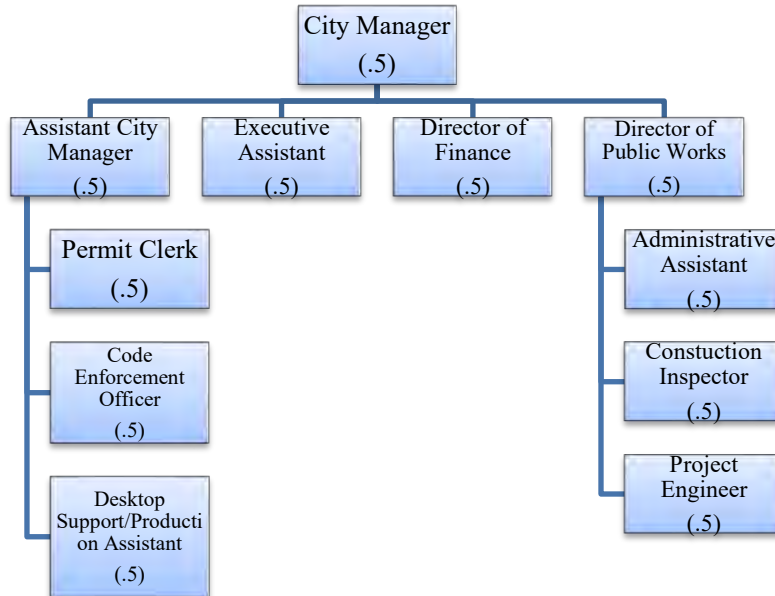 City Manager
(.5)
Assistant City
Manager
(.5)
Executive
Assistant
(.5)
Director of
Finance
(.5)
Director of
Public Works
(.5)
Permit Clerk
(.5)
Code
Enforcement
Officer
(.5)
Desktop
Support/Producti
on Assistant
(.5)
Administrative
Assistant
(.5)
Constuction
Inspector
(.5)
Project
Engineer
(.5)